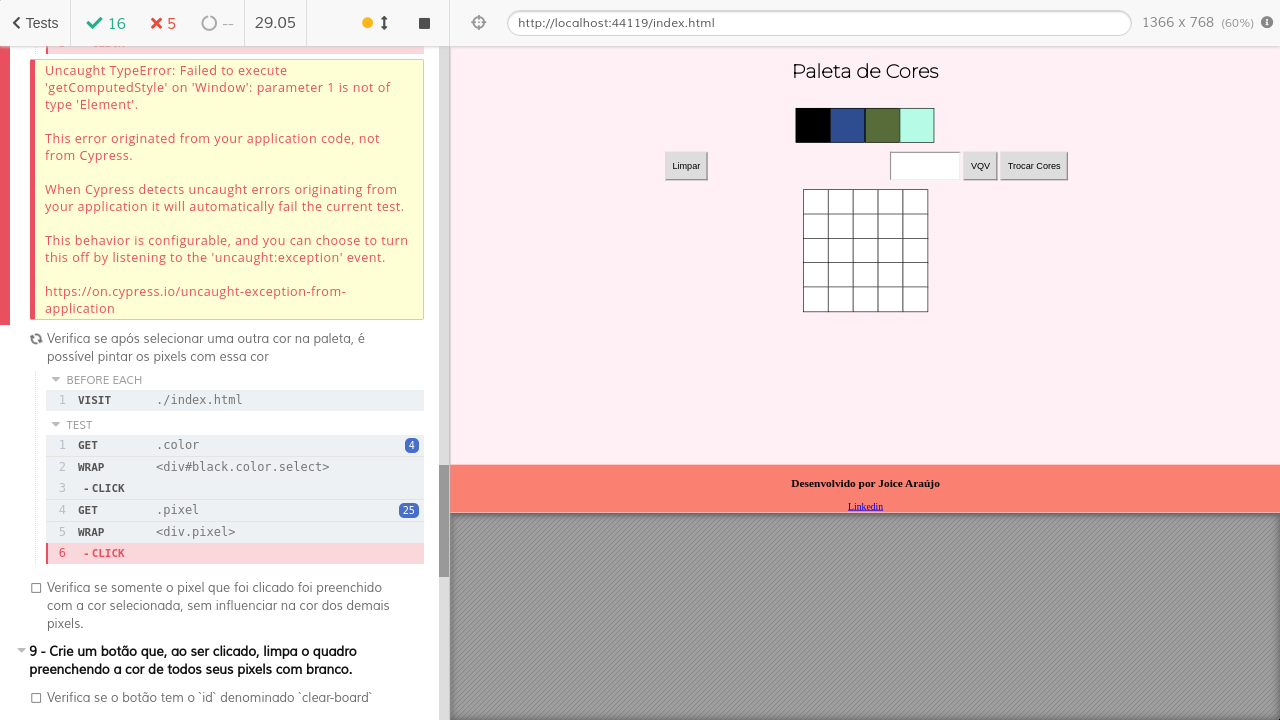 Tests
16
5
--
29.05
http://localhost:44119/index.html
1366 x 768 (60%)
Uncaught TypeError: Failed to execute
'getComputedStyle' on 'Window': parameter 1 is not of
type 'Element'.
This error originated from your application code, not
from Cypress.
When Cypress detects uncaught errors originating from
your application it will automatically fail the current test.
This behavior is configurable, and you can choose to turn
this off by listening to the 'uncaught:exception' event.
https://on.cypress.io/uncaught-exception-from-
application
Verifica se após selecionar uma outra cor na paleta, é
possível pintar os pixels com essa cor
BEFORE EACH
1 VISIT ./index.html
TEST
1 GET .color 4
2 WRAP <div#black.color.select>
3 -CLICK
4 GET .pixel 25
5 WRAP <div.pixel>
6 -CLICK
Verifica se somente o pixel que foi clicado foi preenchido
com a cor selecionada, sem influenciar na cor dos demais
pixels.
9 - Crie um botão que, ao ser clicado, limpa o quadro
preenchendo a cor de todos seus pixels com branco.
Verifica se o botão tem o `id` denominado `clear-board`
Paleta de Cores
Limpar
VQV
Trocar Cores
Desenvolvido por Joice Araújo
Linkedin